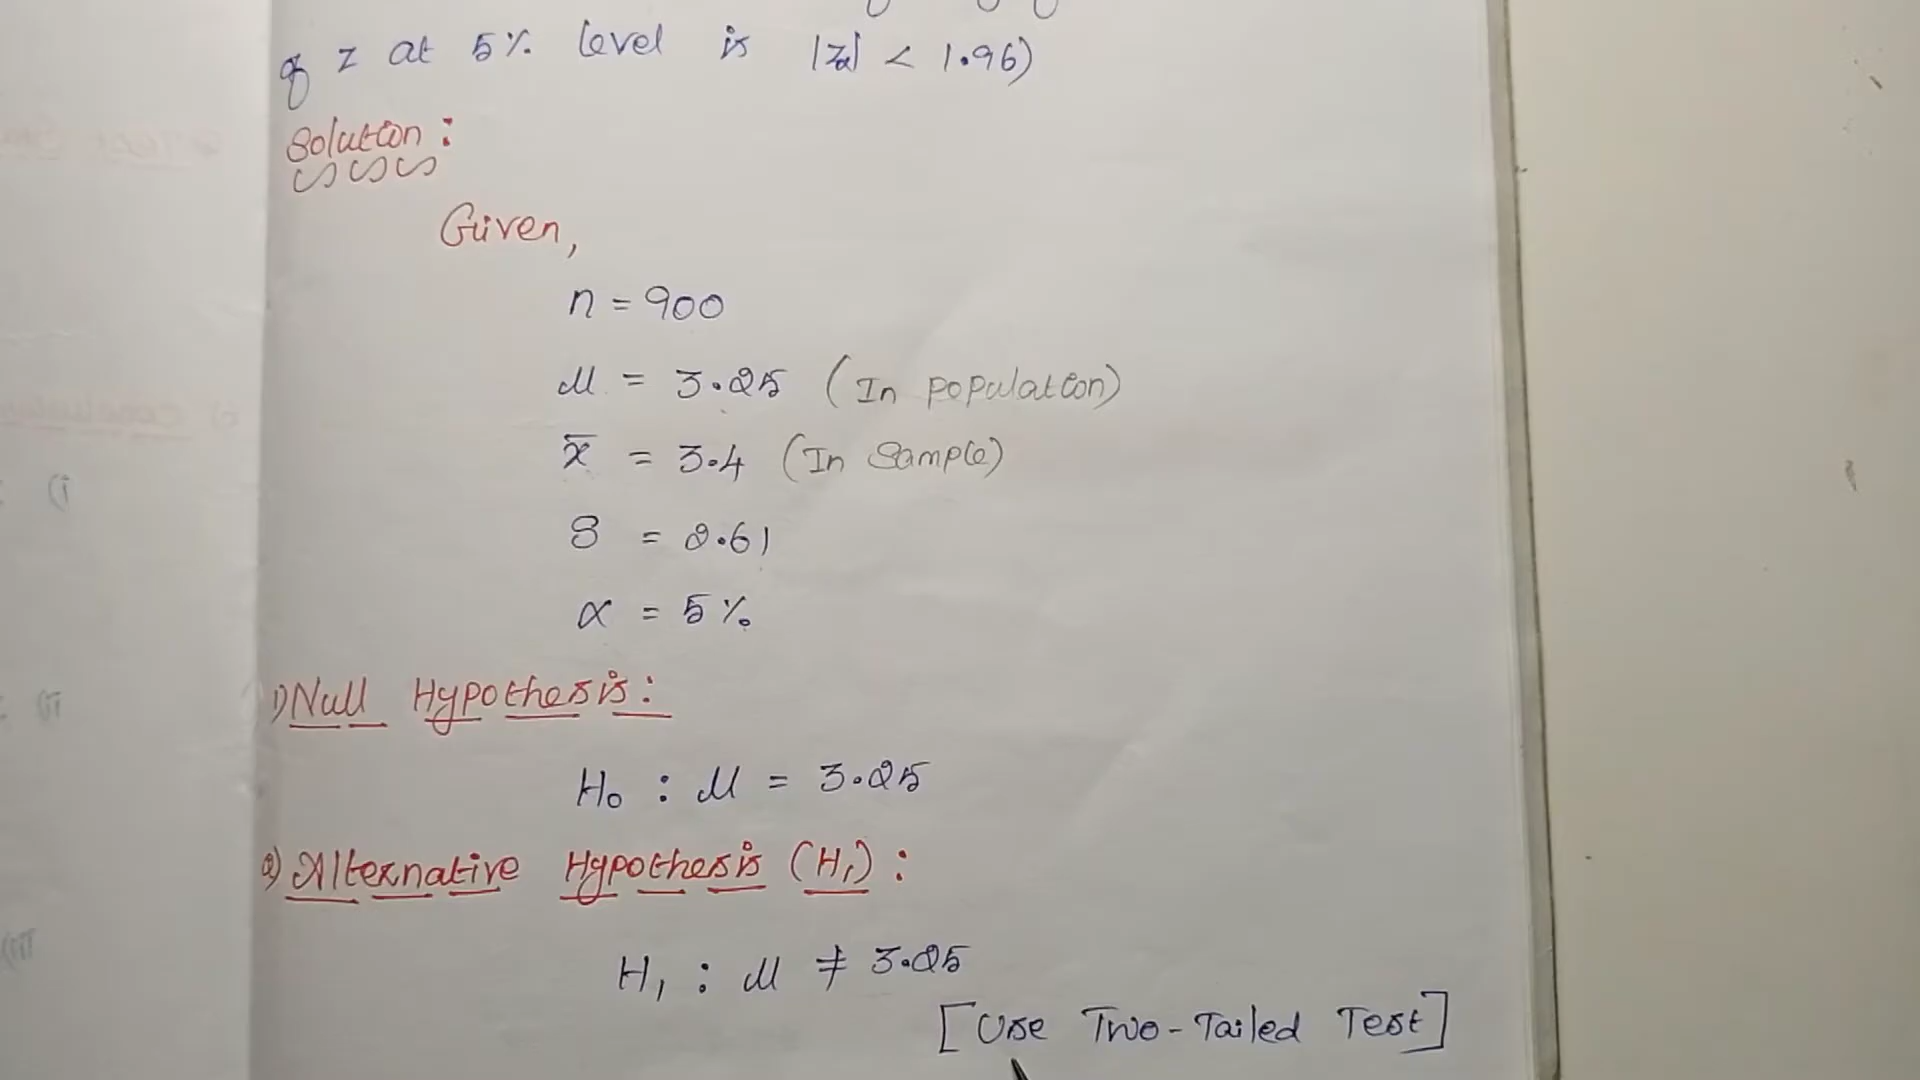 of z at 5% level is |zα| < 1.96)
Solution:
Given,
n = 900
μ = 3.25 (In population)
x̄ = 3.4 (In Sample)
S = 2.61
α = 5%
1) Null Hypothesis:
H₀ : μ = 3.25
2) Alternative Hypothesis (H₁) :
H₁ : μ ≠ 3.25
[Use Two-Tailed Test]